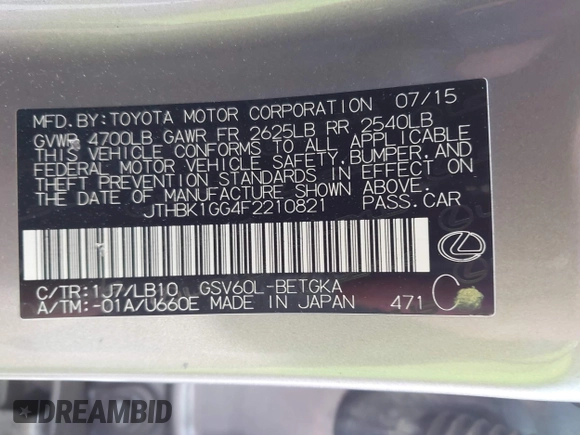 MFD. BY: TOYOTA MOTOR CORPORATION 07/15
GVWR 4700LB GAWR FR 2625LB RR 2540LB
THIS VEHICLE CONFORMS TO ALL APPLICABLE
FEDERAL MOTOR VEHICLE SAFETY, BUMPER, AND
THEFT PREVENTION STANDARDS IN EFFECT ON
THE DATE OF MANUFACTURE SHOWN ABOVE.
JTHBK1GG4F2210821 PASS. CAR
C/TR: 1J7/LB10 GSV60L-BETGKA
A/TM: -01A/U660E MADE IN JAPAN 471 C
DREAMBID